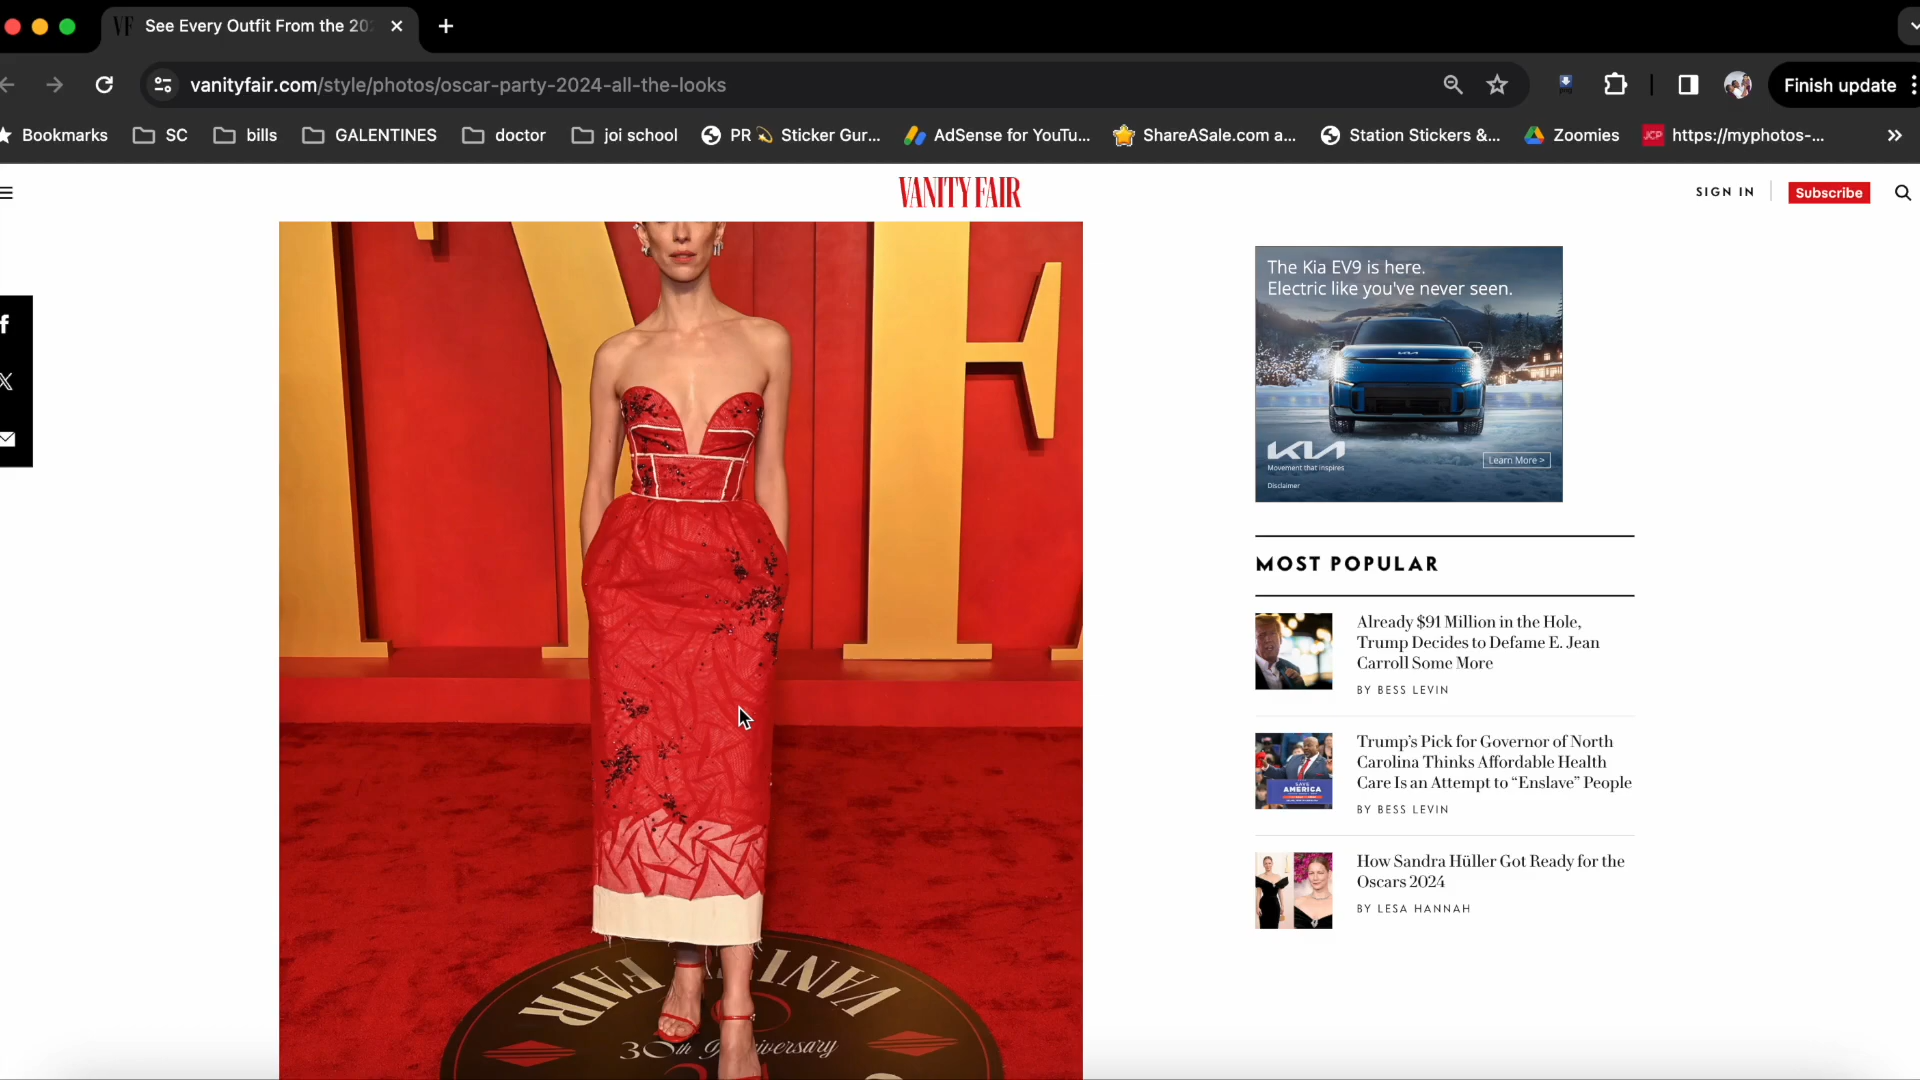 VF See Every Outfit From the 20
vanityfair.com/style/photos/oscar-party-2024-all-the-looks
Finish update
Bookmarks SC bills GALENTINES doctor joi school PR 💫 Sticker Gur... AdSense for YouTu... ShareASale.com a... Station Stickers &... Zoomies JCP https://myphotos-...
VANITY FAIR
SIGN IN
Subscribe
The Kia EV9 is here.
Electric like you've never seen.
KIA
Movement that inspires
Learn More >
Disclaimer
MOST POPULAR
Already $91 Million in the Hole,
Trump Decides to Defame E. Jean
Carroll Some More
BY BESS LEVIN
Trump's Pick for Governor of North
Carolina Thinks Affordable Health
Care Is an Attempt to “Enslave” People
BY BESS LEVIN
AMERICA
How Sandra Hüller Got Ready for the
Oscars 2024
BY LESA HANNAH
FAIR
VANI
30th